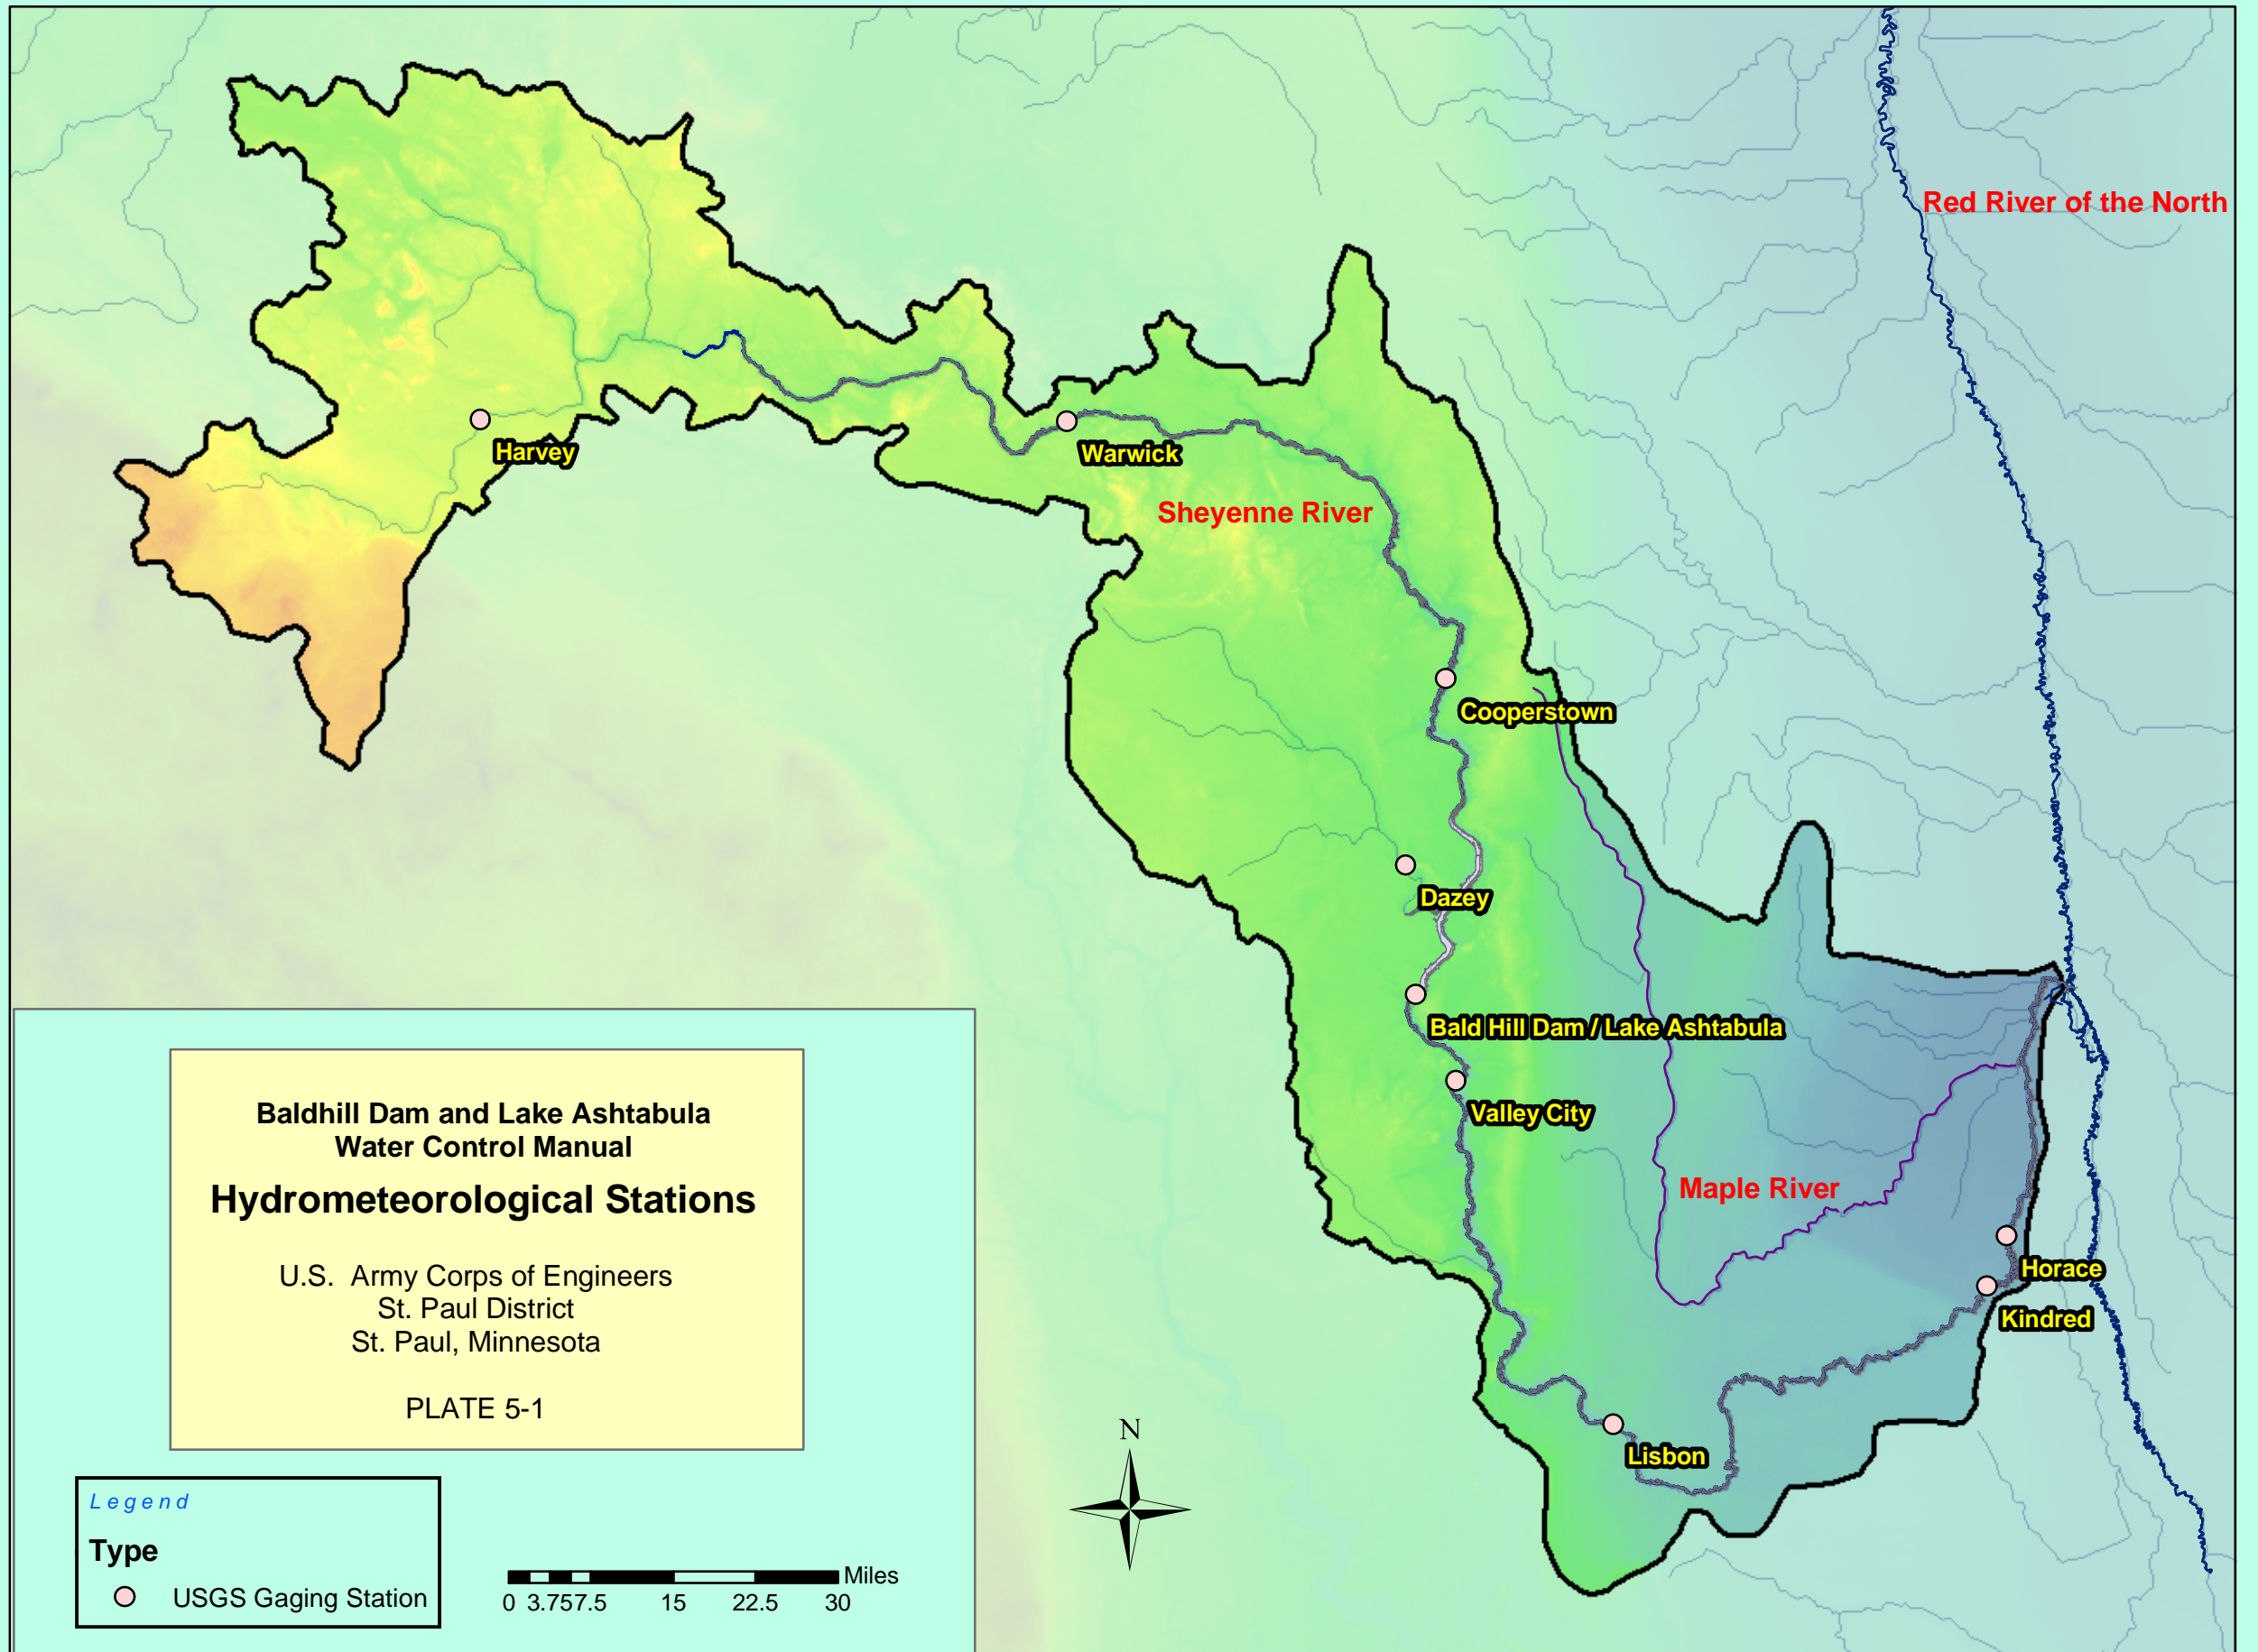 Red River of the North
Harvey
Warwick
Sheyenne River
Cooperstown
Dazey
Bald Hill Dam / Lake Ashtabula
Valley City
Maple River
Horace
Kindred
Lisbon
Baldhill Dam and Lake Ashtabula
Water Control Manual
Hydrometeorological Stations
U.S. Army Corps of Engineers
St. Paul District
St. Paul, Minnesota
PLATE 5-1
N
Legend
Type
USGS Gaging Station
Miles
0 3.75 7.5 15 22.5 30